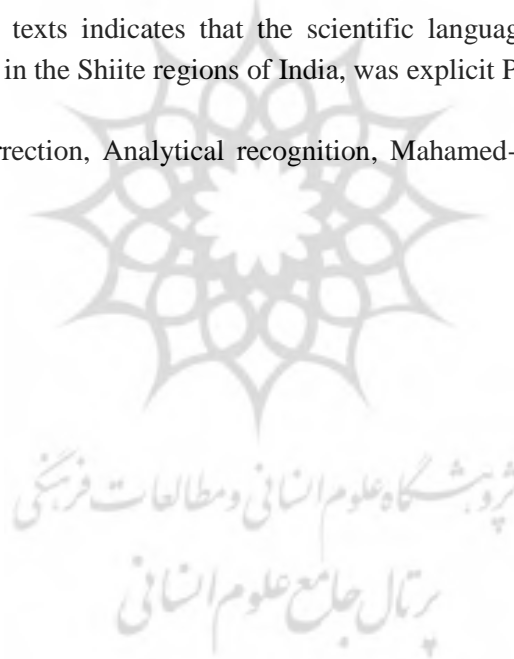 texts indicates that the scientific languag
in the Shiite regions of India, was explicit P
rrection, Analytical recognition, Mahamed-
پژوهشگاه علوم انسانی و مطالعات فرهنگی
پرتال جامع علوم انسانی